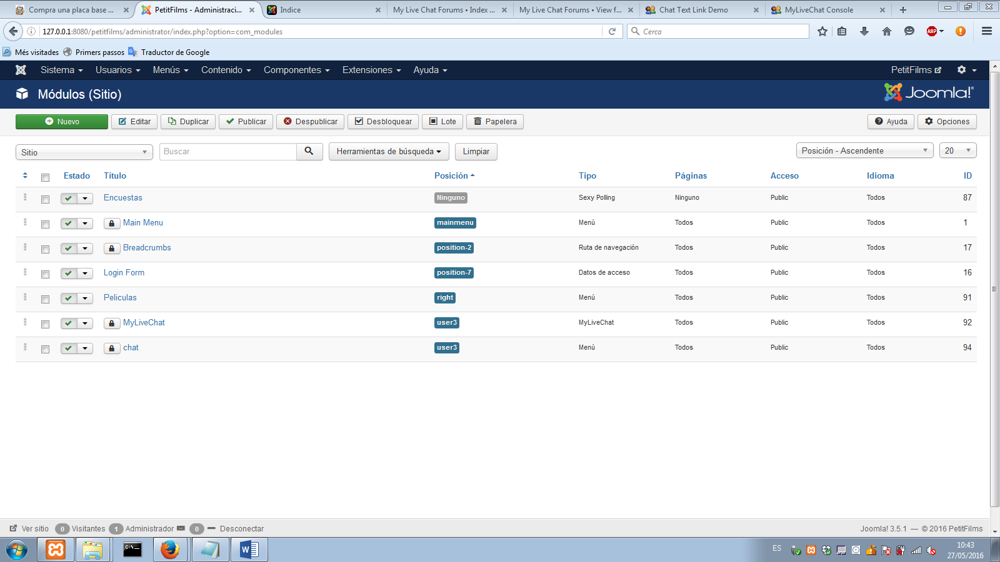 Compra una placa base ...
PetitFilms - Administraci...
Indice
My Live Chat Forums • Index ...
My Live Chat Forums • View f...
Chat Text Link Demo
MyLiveChat Console
127.0.0.1:8080/petitfilms/administrator/index.php?option=com_modules
Cerca
ABP
Més visitades Primers passos Traductor de Google
Sistema Usuarios Menús Contenido Componentes Extensiones Ayuda PetitFilms
Módulos (Sitio) Joomla!®
Nuevo Editar Duplicar Publicar Despublicar Desbloquear Lote Papelera Ayuda Opciones
Sitio Buscar Herramientas de búsqueda Limpiar Posición - Ascendente 20
Estado Título Posición Tipo Páginas Acceso Idioma ID
Encuestas Ninguno Sexy Polling Ninguno Public Todos 87
Main Menu mainmenu Menú Todos Public Todos 1
Breadcrumbs position-2 Ruta de navegación Todos Public Todos 17
Login Form position-7 Datos de acceso Todos Public Todos 16
Peliculas right Menú Todos Public Todos 91
MyLiveChat user3 MyLiveChat Todos Public Todos 92
chat user3 Menú Todos Public Todos 94
Ver sitio 0 Visitantes 1 Administrador 0 Desconectar Joomla! 3.5.1 — © 2016 PetitFilms
ES 10:43
27/05/2016